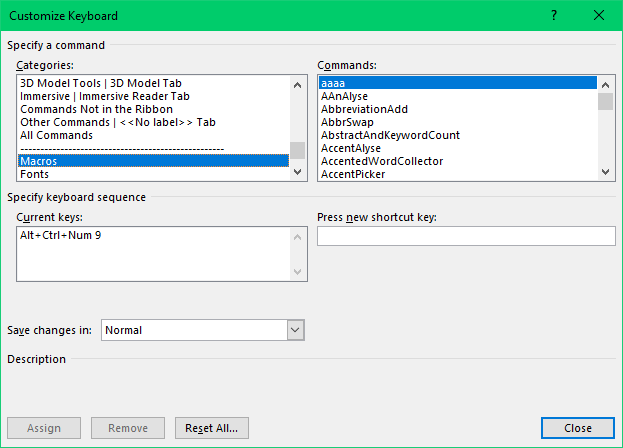 Customize Keyboard
?
Specify a command
Categories:
3D Model Tools | 3D Model Tab
Immersive | Immersive Reader Tab
Commands Not in the Ribbon
Other Commands | <<No label>> Tab
All Commands
------------------------------------------------
Macros
Fonts
Commands:
aaaa
AAnAlyse
AbbreviationAdd
AbbrSwap
AbstractAndKeywordCount
AccentAlyse
AccentedWordCollector
AccentPicker
Specify keyboard sequence
Current keys:
Alt+Ctrl+Num 9
Press new shortcut key:
Save changes in:
Normal
Description
Assign
Remove
Reset All...
Close